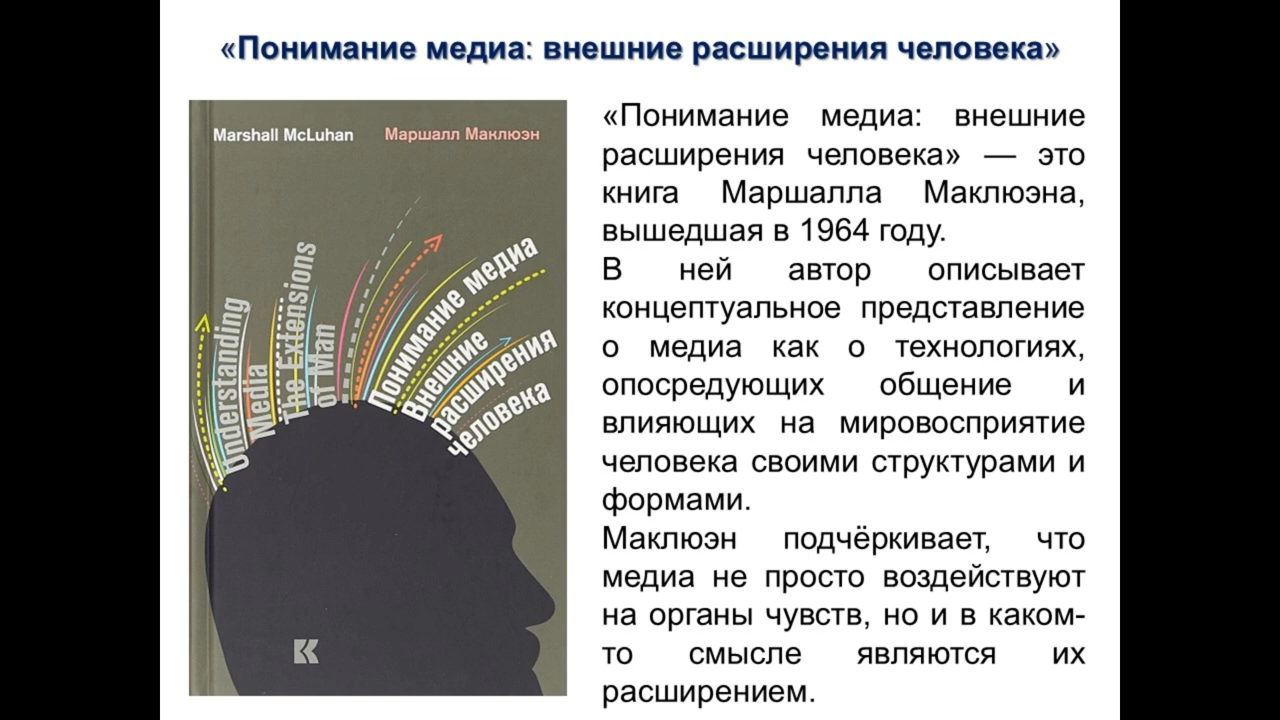 «Понимание медиа: внешние расширения человека»
Marshall McLuhan
Маршалл Маклюэн
Understanding
Media
The Extensions
of Man
Понимание медиа
Внешние
расширения
человека
«Понимание медиа: внешние
расширения человека» — это
книга Маршалла Маклюэна,
вышедшая в 1964 году.
В ней автор описывает
концептуальное представление
о медиа как о технологиях,
опосредующих общение и
влияющих на мировосприятие
человека своими структурами и
формами.
Маклюэн подчёркивает, что
медиа не просто воздействуют
на органы чувств, но и в каком-
то смысле являются их
расширением.